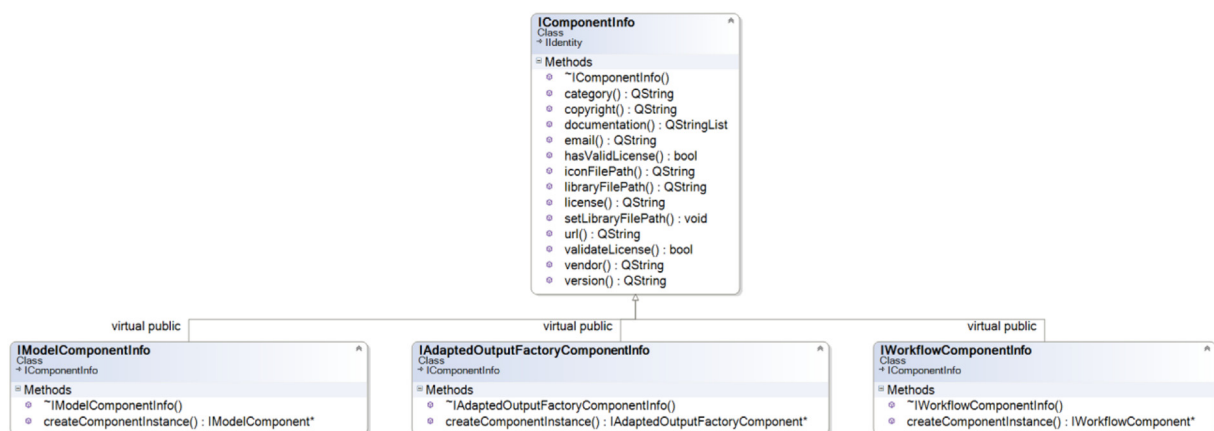 IComponentInfo
Class
IIdentity
Methods
~IComponentInfo()
category() : QString
copyright() : QString
documentation() : QStringList
email() : QString
hasValidLicense() : bool
iconFilePath() : QString
libraryFilePath() : QString
license() : QString
setLibraryFilePath() : void
url() : QString
validateLicense() : bool
vendor() : QString
version() : QString
virtual public
virtual public
virtual public
IModelComponentInfo
Class
IComponentInfo
Methods
~IModelComponentInfo()
createComponentInstance() : IModelComponent*
IAdaptedOutputFactoryComponentInfo
Class
IComponentInfo
Methods
~IAdaptedOutputFactoryComponentInfo()
createComponentInstance() : IAdaptedOutputFactoryComponent*
IWorkflowComponentInfo
Class
IComponentInfo
Methods
~IWorkflowComponentInfo()
createComponentInstance() : IWorkflowComponent*